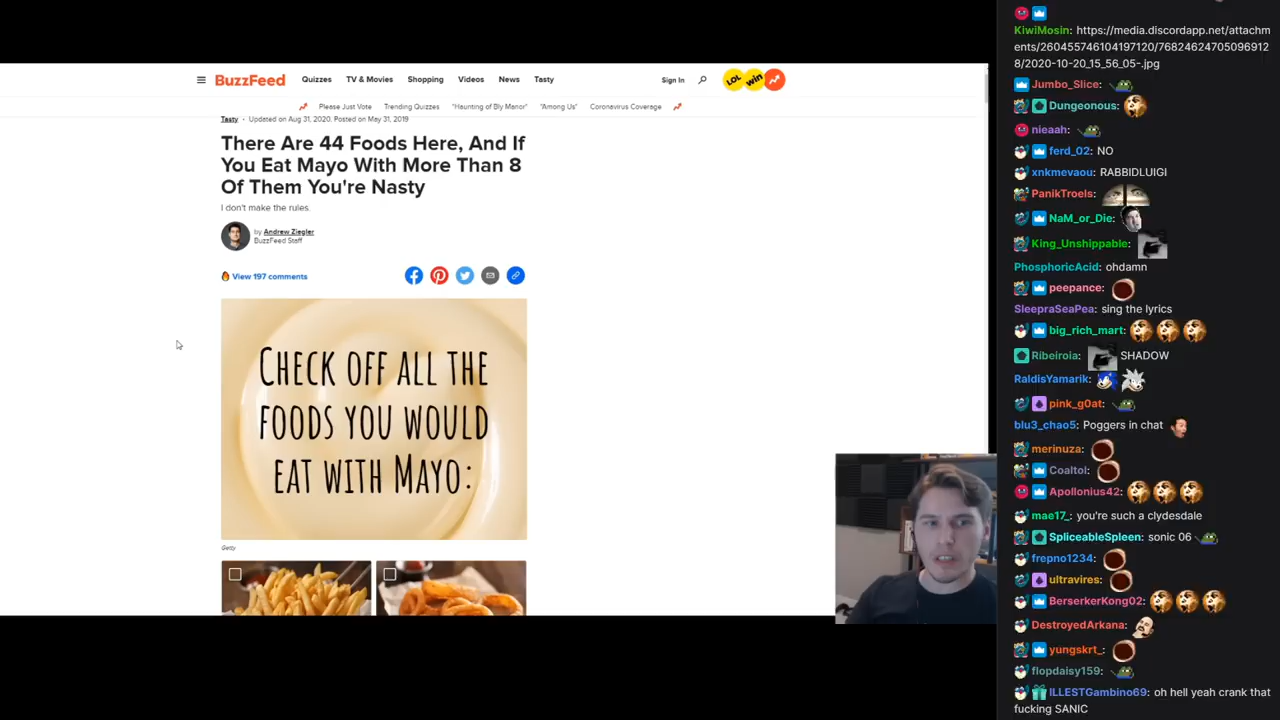 BuzzFeed
Quizzes
TV & Movies
Shopping
Videos
News
Tasty
Sign In
LOL
win
Please Just Vote
Trending Quizzes
"Haunting of Bly Manor"
"Among Us"
Coronavirus Coverage
Tasty · Updated on Aug 31, 2020. Posted on May 31, 2019
There Are 44 Foods Here, And If
You Eat Mayo With More Than 8
Of Them You're Nasty
I don't make the rules.
by Andrew Ziegler
BuzzFeed Staff
View 197 comments
CHECK OFF ALL THE
FOODS YOU WOULD
EAT WITH MAYO:
Getty
KiwiMosin: https://media.discordapp.net/attachm
ents/260455746104197120/76824624705096912
8/2020-10-20_15_56_05-.jpg
Jumbo_Slice:
Dungeonous:
nieaah:
ferd_02: NO
xnkmevaou: RABBIDLUIGI
PanikTroels:
NaM_or_Die:
King_Unshippable:
PhosphoricAcid: ohdamn
peepance:
SleepraSeaPea: sing the lyrics
big_rich_mart:
Ribeiroia: SHADOW
RaldisYamarik:
pink_g0at:
blu3_chao5: Poggers in chat
merinuza:
Coaltol:
Apollonius42:
mae17_: you're such a clydesdale
SpliceableSpleen: sonic 06
frepno1234:
ultravires:
BerserkerKong02:
DestroyedArkana:
yungskrt_:
flopdaisy159:
ILLESTGambino69: oh hell yeah crank that
fucking SANIC